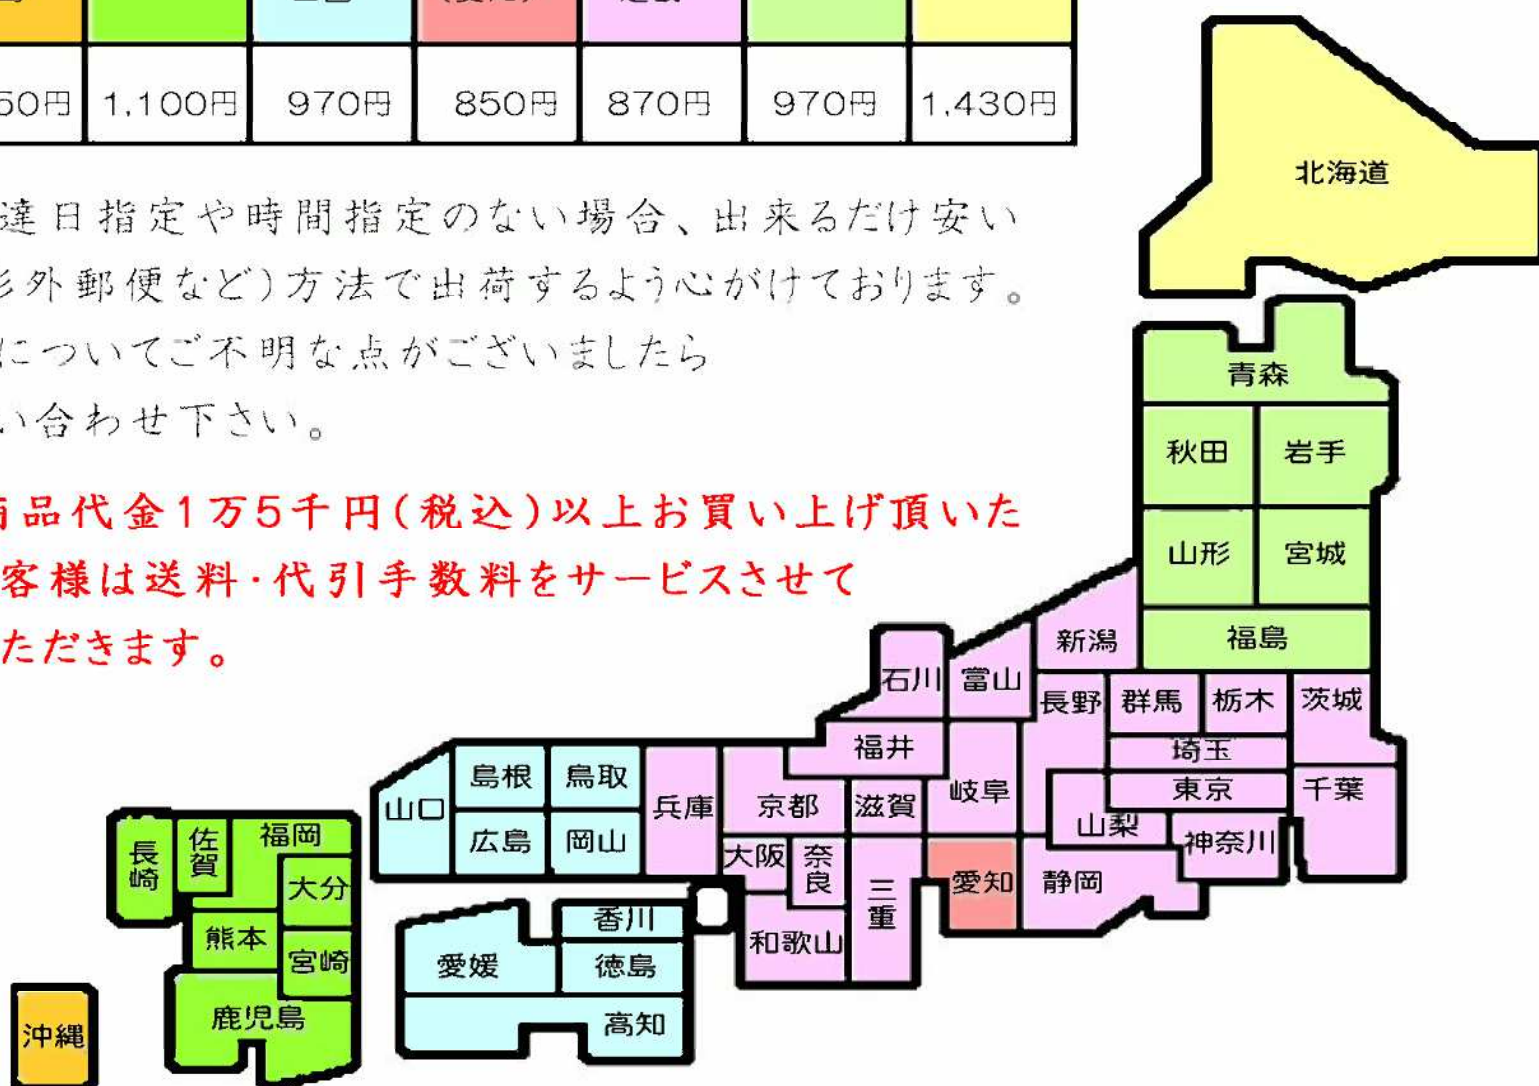 50円 1,100円 970円 850円 870円 970円 1,430円
達日指定や時間指定のない場合、出来るだけ安い
外郵便など)方法で出荷するよう心がけております。
についてご不明な点がございましたら
い合わせ下さい。
品代金1万5千円(税込)以上お買い上げ頂いた
客様は送料・代引手数料をサービスさせて
ただきます。
北海道
青森
秋田 岩手
山形 宮城
新潟 福島
石川 富山 長野 群馬 栃木 茨城
福井 埼玉
島根 鳥取 兵庫 京都 滋賀 岐阜 東京 千葉
山口 広島 岡山 山梨 神奈川
長崎 佐賀 福岡 大阪 奈良 三重 愛知 静岡
大分
熊本 香川 和歌山
宮崎 愛媛 徳島
鹿児島 高知
沖縄